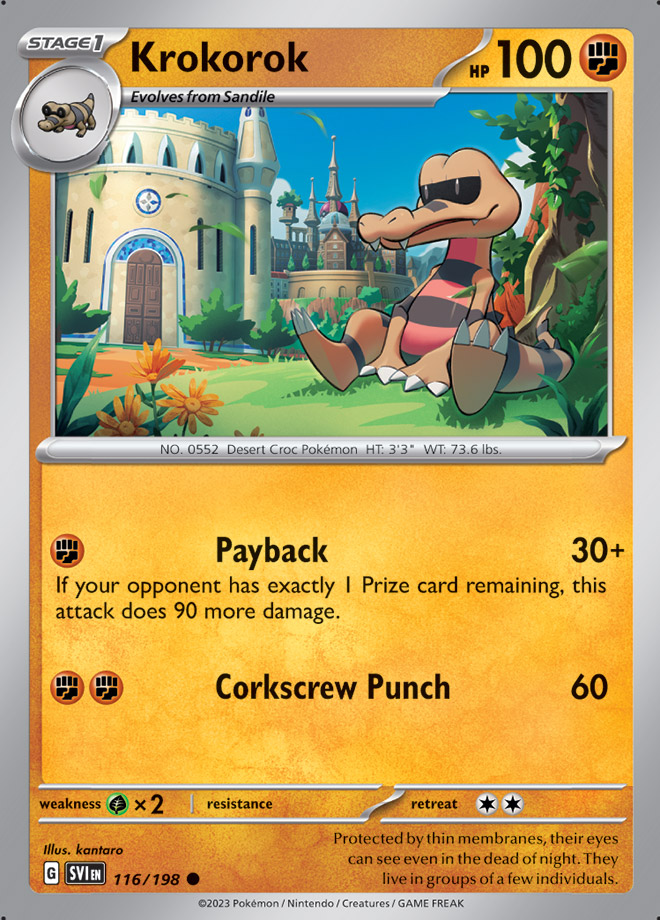 STAGE1
Krokorok
HP 100
Evolves from Sandile
NO. 0552 Desert Croc Pokémon HT: 3'3" WT: 73.6 lbs.
Payback 30+
If your opponent has exactly 1 Prize card remaining, this
attack does 90 more damage.
Corkscrew Punch 60
weakness ×2 resistance retreat
Illus. kantaro
Protected by thin membranes, their eyes
can see even in the dead of night. They
live in groups of a few individuals.
G SVI EN 116/198
©2023 Pokémon / Nintendo / Creatures / GAME FREAK